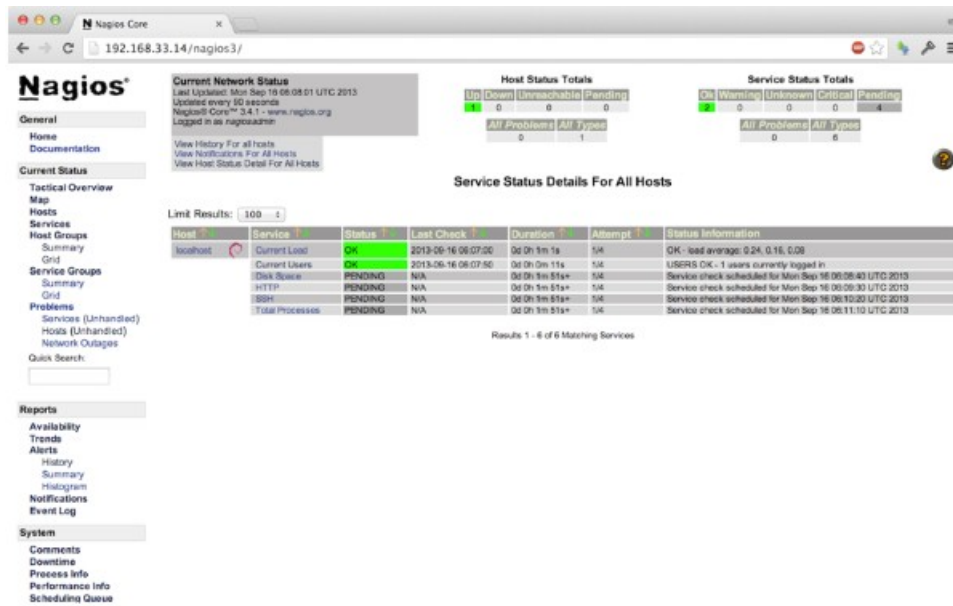 Nagios Core
192.168.33.14/nagios3/
Nagios®
General
Home
Documentation
Current Status
Tactical Overview
Map
Hosts
Services
Host Groups
Summary
Grid
Service Groups
Summary
Grid
Problems
Services (Unhandled)
Hosts (Unhandled)
Network Outages
Quick Search:
Reports
Availability
Trends
Alerts
History
Summary
Histogram
Notifications
Event Log
System
Comments
Downtime
Process Info
Performance Info
Scheduling Queue
Current Network Status
Last Updated: Mon Sep 16 06:08:01 UTC 2013
Updated every 90 seconds
Nagios® Core™ 3.4.1 - www.nagios.org
Logged in as nagiosadmin
View History For all hosts
View Notifications For All Hosts
View Host Status Detail For All Hosts
Host Status Totals
Up Down Unreachable Pending
1 0 0 0
All Problems All Types
0 1
Service Status Totals
Ok Warning Unknown Critical Pending
2 0 0 0 4
All Problems All Types
0 6
Service Status Details For All Hosts
Limit Results: 100
Host Service Status Last Check Duration Attempt Status Information
localhost Current Load OK 2013-09-16 06:07:00 0d 0h 1m 1s 1/4 OK - load average: 0.24, 0.16, 0.08
Current Users OK 2013-09-16 06:07:50 0d 0h 0m 11s 1/4 USERS OK - 1 users currently logged in
Disk Space PENDING N/A 0d 0h 1m 51s+ 1/4 Service check scheduled for Mon Sep 16 06:08:40 UTC 2013
HTTP PENDING N/A 0d 0h 1m 51s+ 1/4 Service check scheduled for Mon Sep 16 06:09:30 UTC 2013
SSH PENDING N/A 0d 0h 1m 51s+ 1/4 Service check scheduled for Mon Sep 16 06:10:20 UTC 2013
Total Processes PENDING N/A 0d 0h 1m 51s+ 1/4 Service check scheduled for Mon Sep 16 06:11:10 UTC 2013
Results 1 - 6 of 6 Matching Services